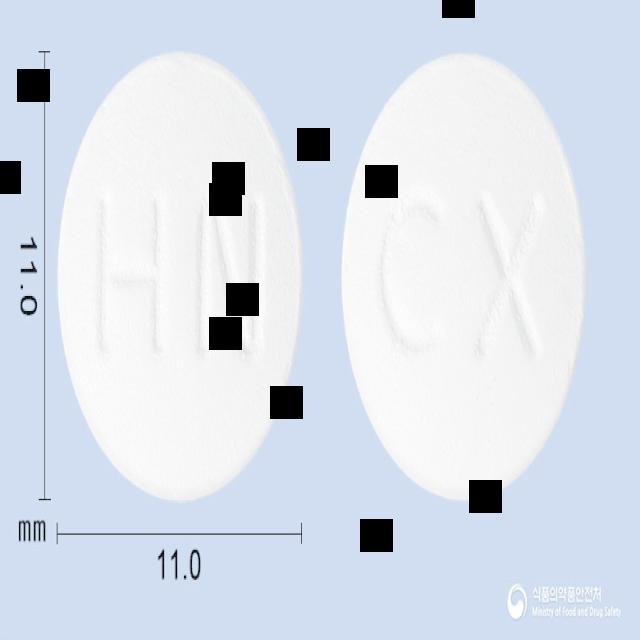 HN
CX
11.0
mm
11.0
식품의약품안전처
Ministry of Food and Drug Safety